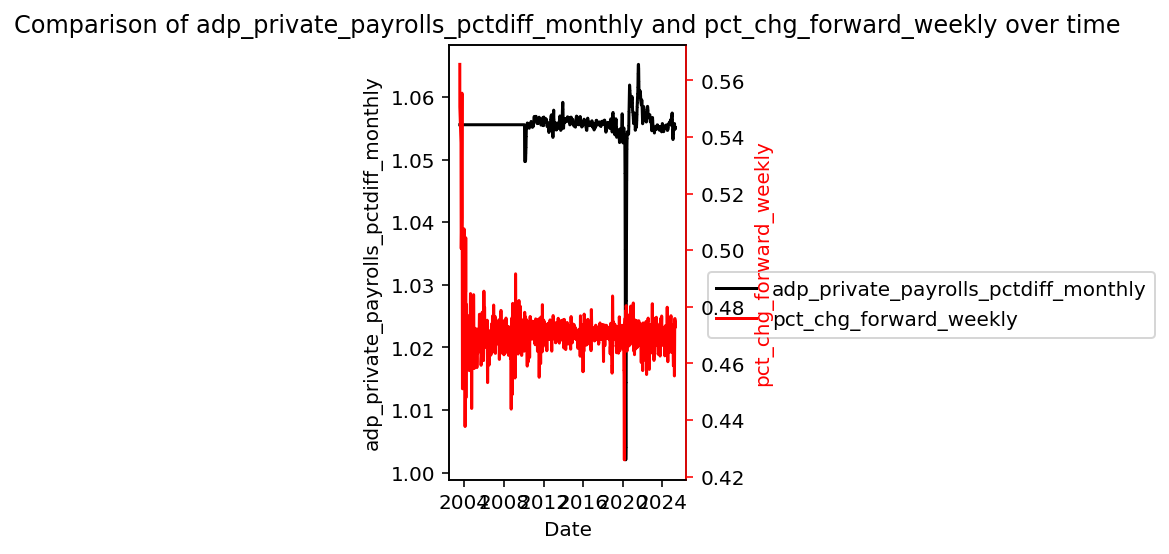 Comparison of adp_private_payrolls_pctdiff_monthly and pct_chg_forward_weekly over time
adp_private_payrolls_pctdiff_monthly
1.06
1.05
1.04
1.03
1.02
1.01
1.00
0.56
0.54
0.52
0.50
0.48
0.46
0.44
0.42
pct_chg_forward_weekly
adp_private_payrolls_pctdiff_monthly
pct_chg_forward_weekly
2004 2008 2012 2016 2020 2024
Date